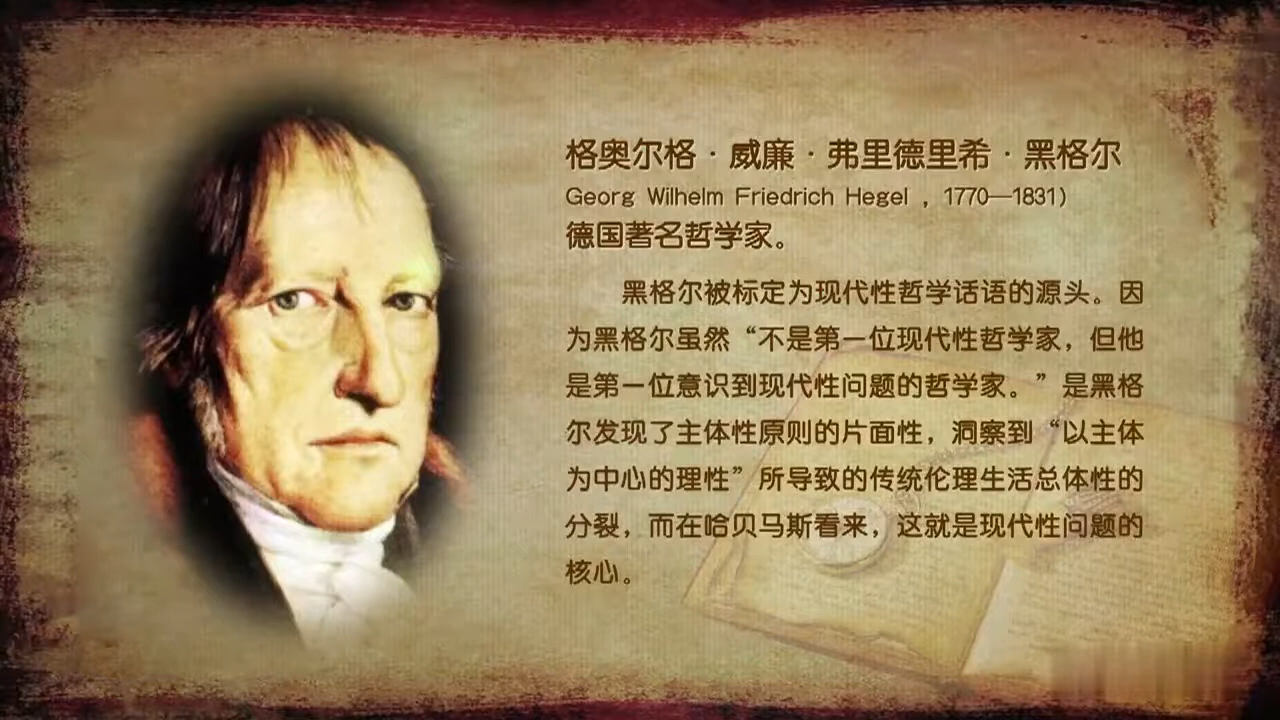 格奥尔格·威廉·弗里德里希·黑格尔
Georg Wilhelm Friedrich Hegel , 1770—1831)
德国著名哲学家。
黑格尔被标定为现代性哲学话语的源头。因
为黑格尔虽然“不是第一位现代性哲学家，但他
是第一位意识到现代性问题的哲学家。”是黑格
尔发现了主体性原则的片面性，洞察到“以主体
为中心的理性”所导致的传统伦理生活总体性的
分裂，而在哈贝马斯看来，这就是现代性问题的
核心。